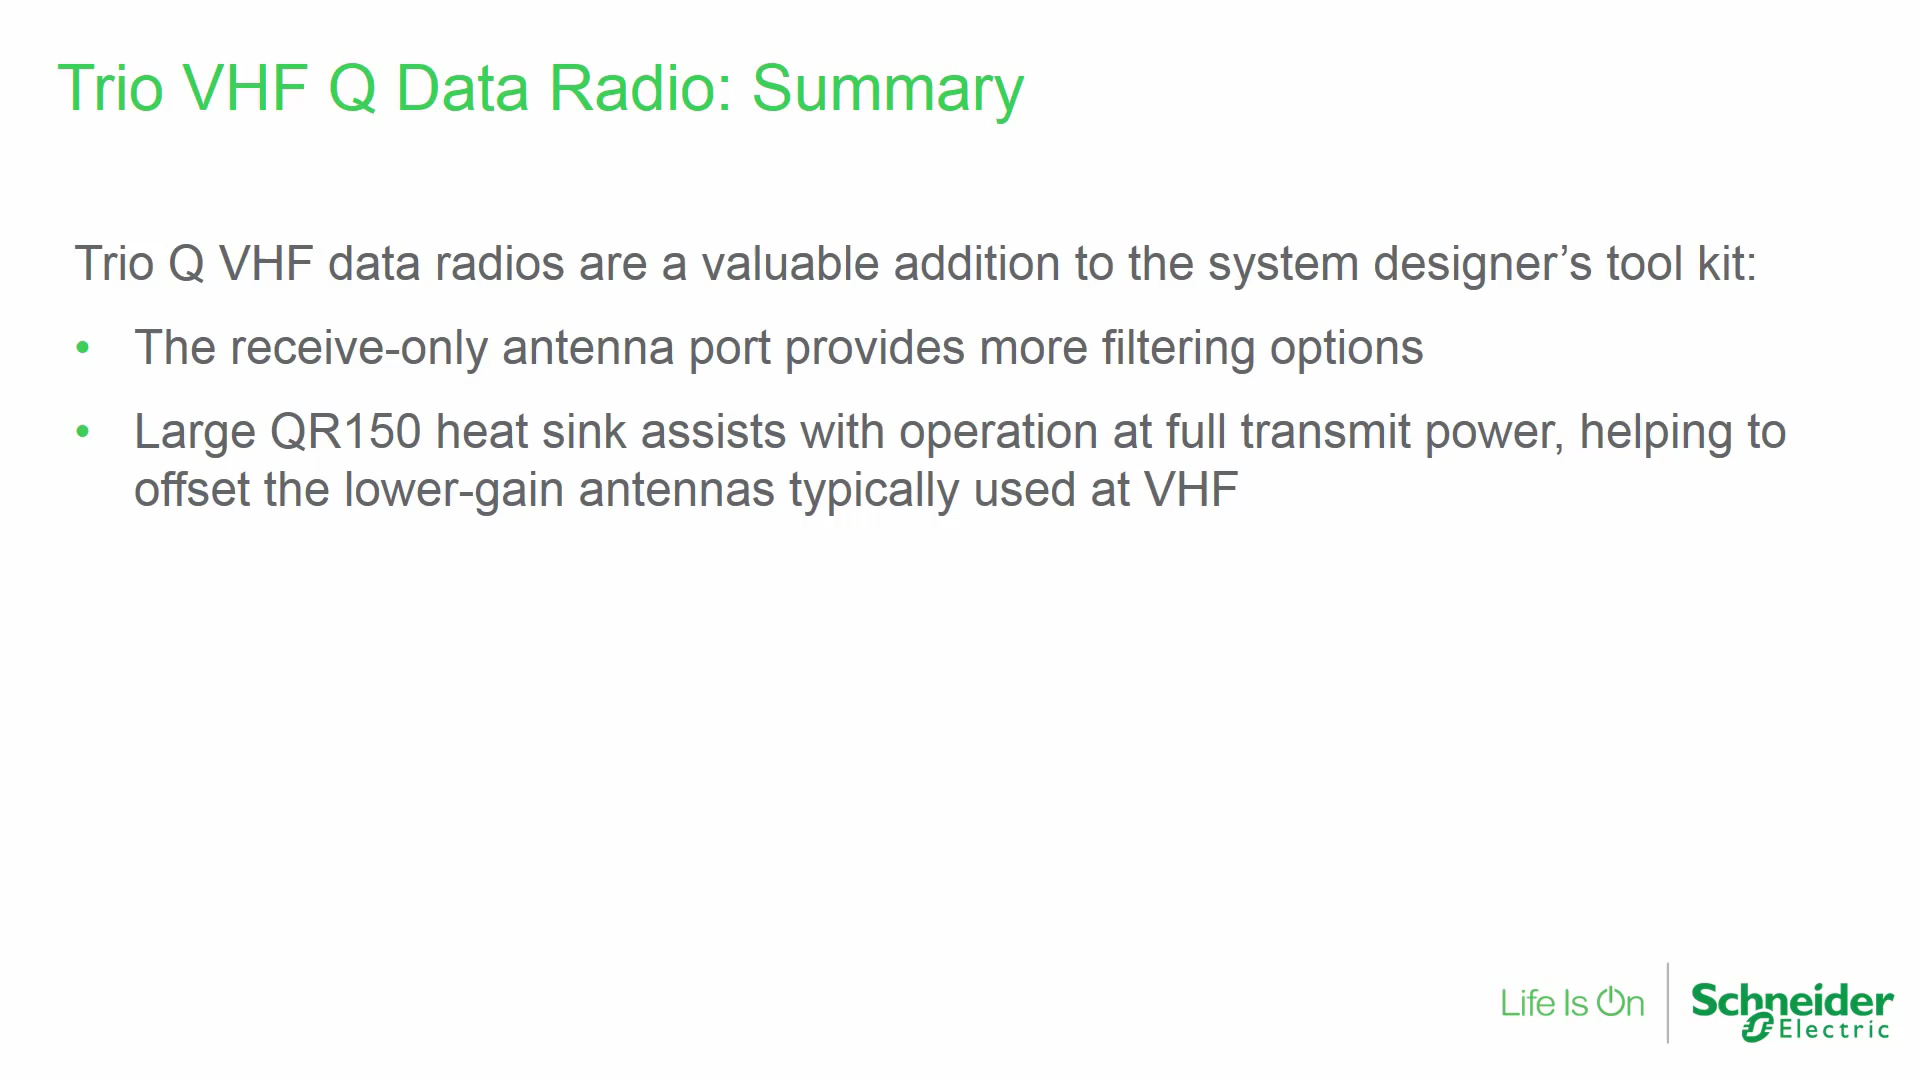 Trio VHF Q Data Radio: Summary
Trio Q VHF data radios are a valuable addition to the system designer’s tool kit:
• The receive-only antenna port provides more filtering options
• Large QR150 heat sink assists with operation at full transmit power, helping to
offset the lower-gain antennas typically used at VHF
Life Is On
Schneider
Electric